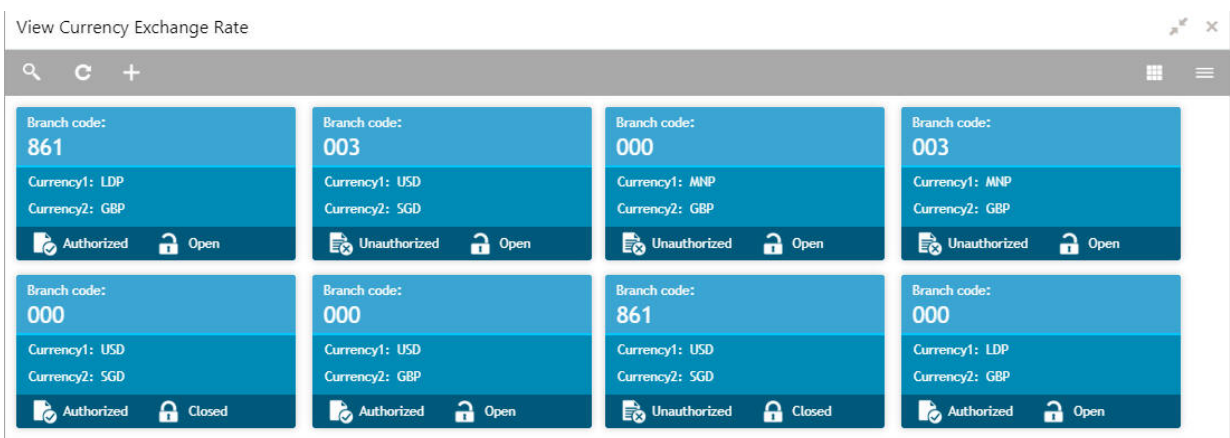 View Currency Exchange Rate
Branch code:
861
Currency1: LDP
Currency2: GBP
Authorized Open
Branch code:
003
Currency1: USD
Currency2: SGD
Unauthorized Open
Branch code:
000
Currency1: MNP
Currency2: GBP
Unauthorized Open
Branch code:
003
Currency1: MNP
Currency2: GBP
Unauthorized Open
Branch code:
000
Currency1: USD
Currency2: SGD
Authorized Closed
Branch code:
000
Currency1: USD
Currency2: GBP
Authorized Open
Branch code:
861
Currency1: USD
Currency2: SGD
Unauthorized Closed
Branch code:
000
Currency1: LDP
Currency2: GBP
Authorized Open